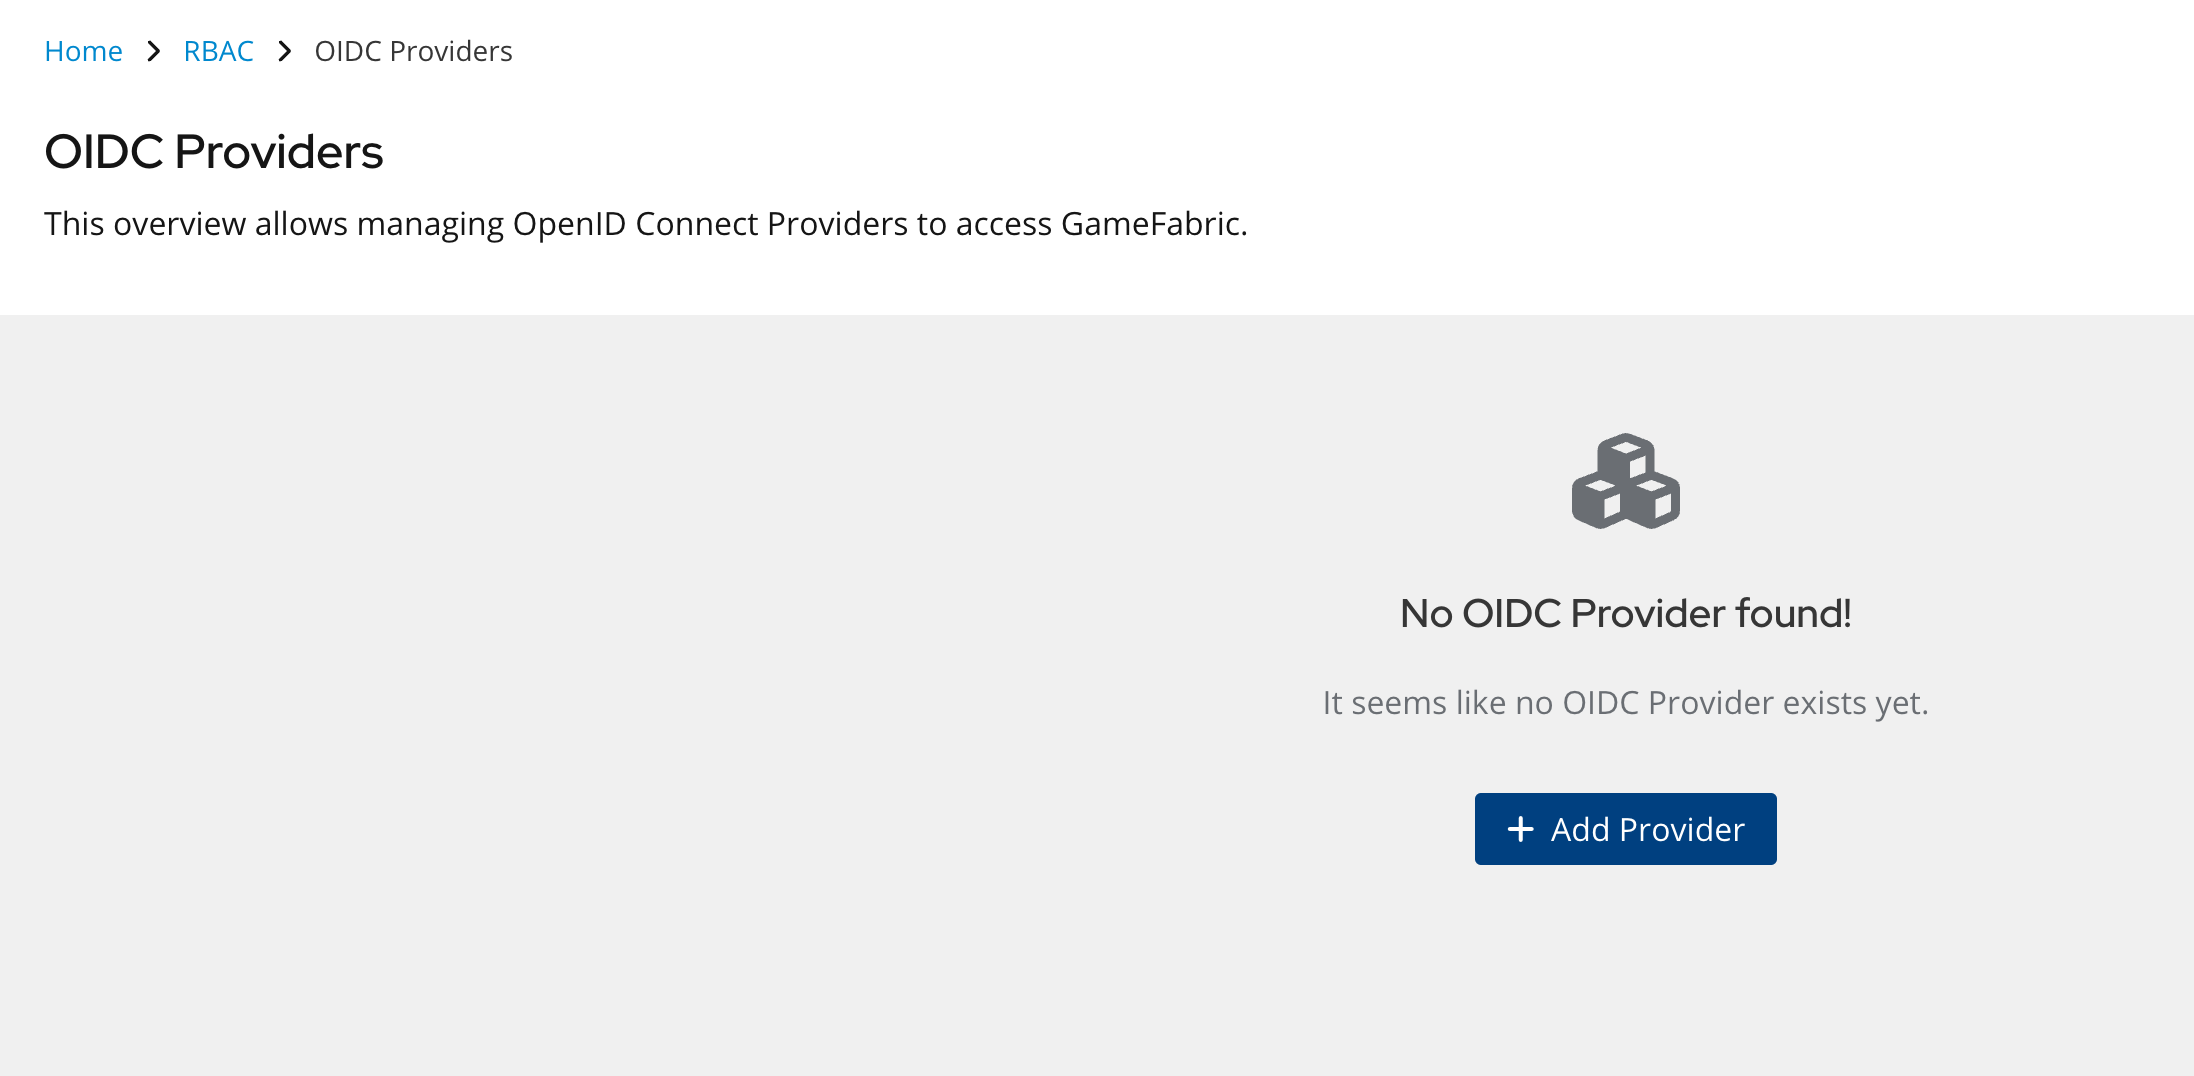 Home > RBAC > OIDC Providers
OIDC Providers
This overview allows managing OpenID Connect Providers to access GameFabric.
No OIDC Provider found!
It seems like no OIDC Provider exists yet.
+ Add Provider